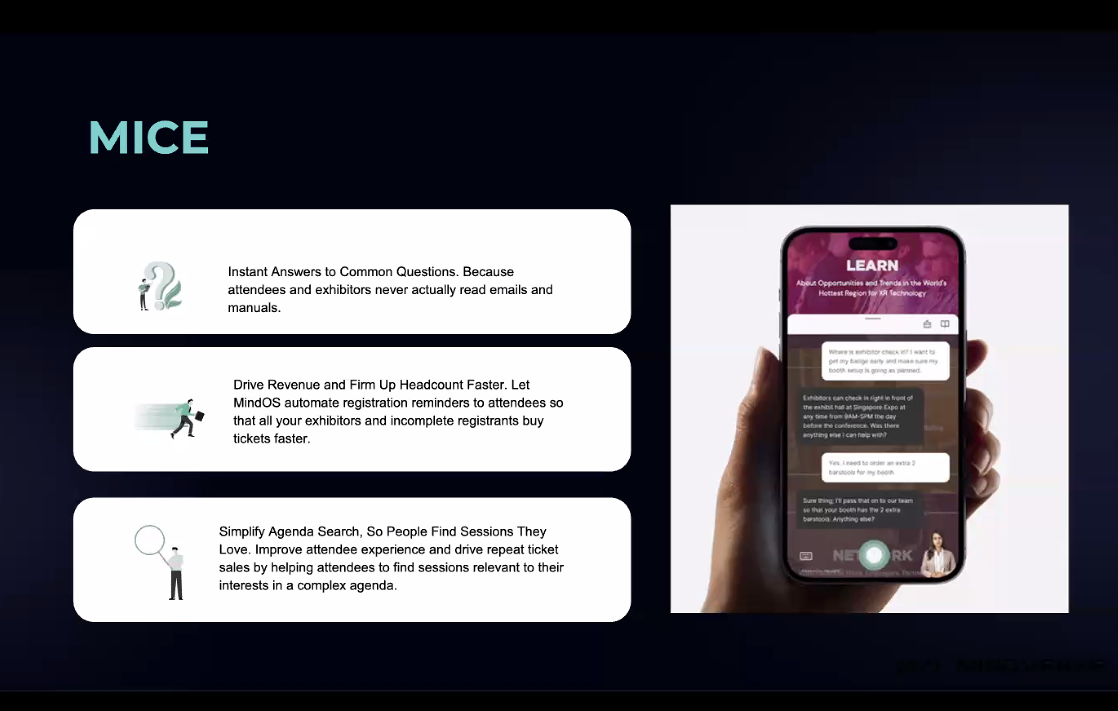 MICE
Instant Answers to Common Questions. Because
attendees and exhibitors never actually read emails and
manuals.
Drive Revenue and Firm Up Headcount Faster. Let
MindOS automate registration reminders to attendees so
that all your exhibitors and incomplete registrants buy
tickets faster.
Simplify Agenda Search, So People Find Sessions They
Love. Improve attendee experience and drive repeat ticket
sales by helping attendees to find sessions relevant to their
interests in a complex agenda.
LEARN
About Opportunities and Trends in the World's
Hottest Region for XR Technology
Where is exhibitor check in? I want to
get my badge early and make sure my
booth setup is going as planned.
Exhibitors can check in right in front of
the exhibit hall at Singapore Expo at
any time from 9AM-5PM the day
before the conference. Was there
anything else I can help with?
Yes, I need to order an extra 2
barstools for my booth
Sure thing, I'll pass that on to our team
so that your booth has the 2 extra
barstools. Anything else?
MINDVERSE